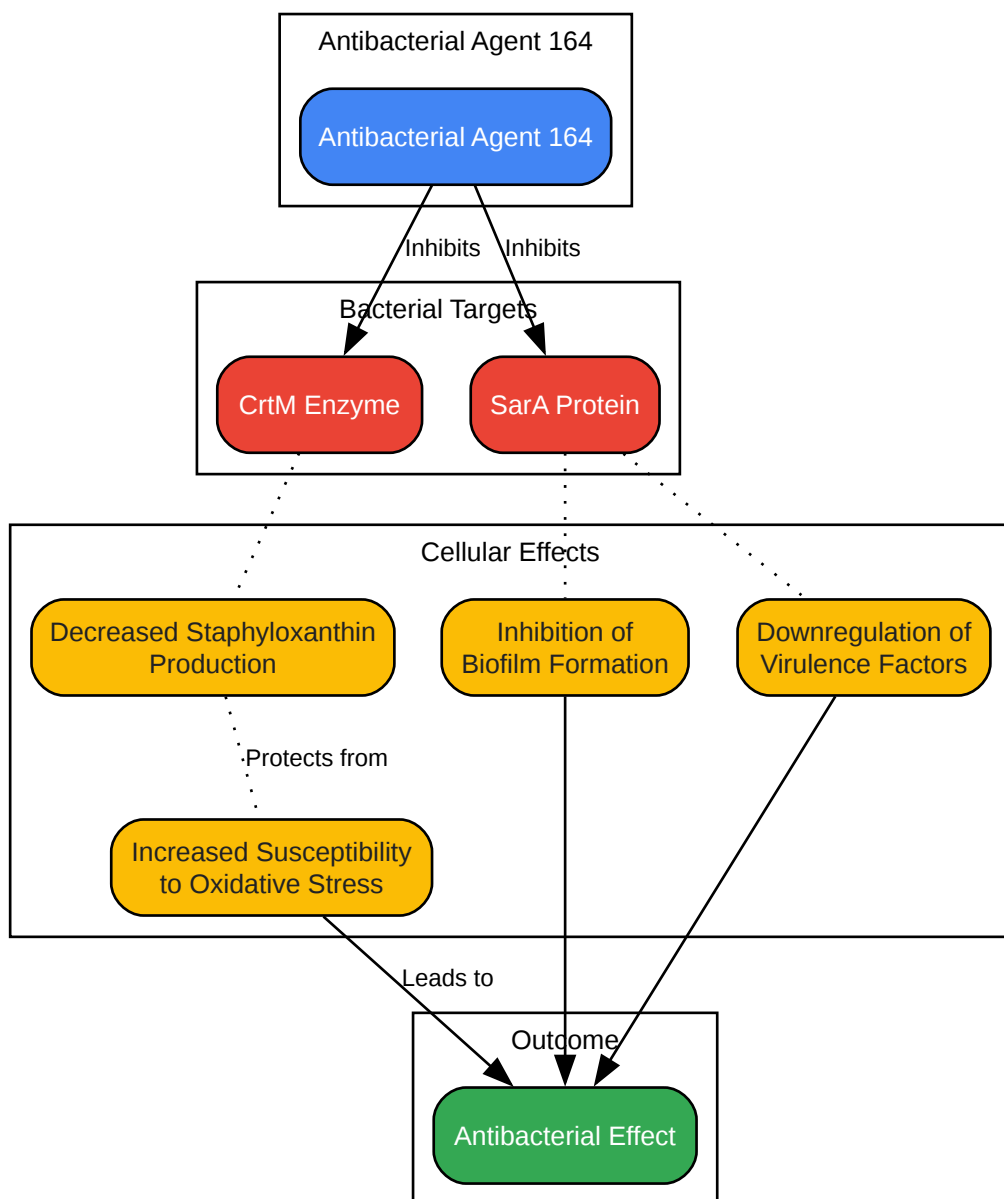 Antibacterial Agent 164
Antibacterial Agent 164
Inhibits
Inhibits
Bacterial Targets
CrtM Enzyme
SarA Protein
Cellular Effects
Decreased Staphyloxanthin
Production
Inhibition of
Biofilm Formation
Downregulation of
Virulence Factors
Protects from
Increased Susceptibility
to Oxidative Stress
Leads to
Outcome
Antibacterial Effect